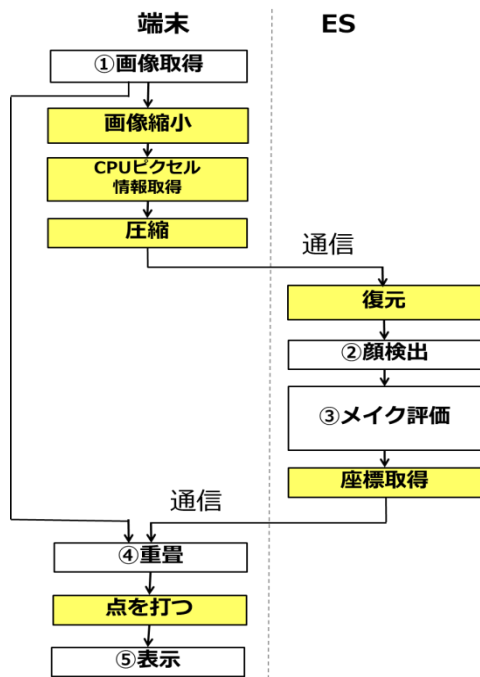 端末
ES
①画像取得
画像縮小
CPUピクセル
情報取得
圧縮
通信
復元
②顔検出
③メイク評価
座標取得
通信
④重畳
点を打つ
⑤表示